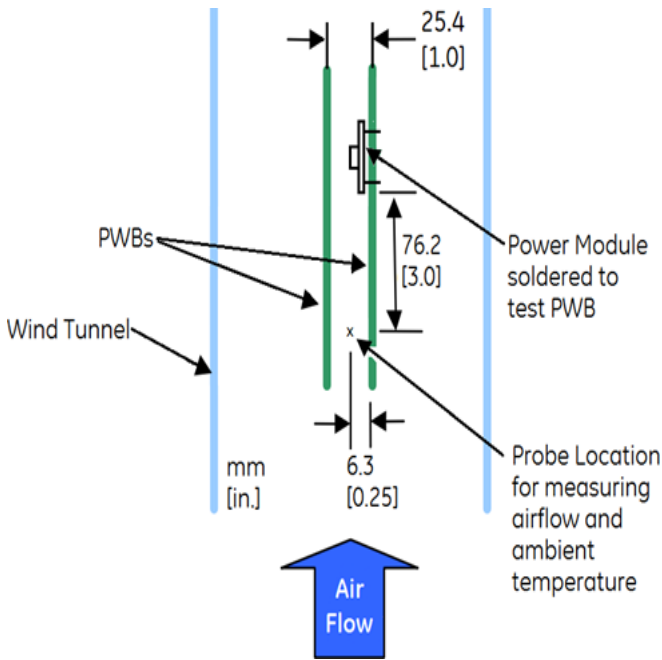 25.4
[1.0]
PWBs
76.2
[3.0]
Power Module
soldered to
test PWB
Wind Tunnel
x
mm
[in.]
6.3
[0.25]
Probe Location
for measuring
airflow and
ambient
temperature
Air
Flow